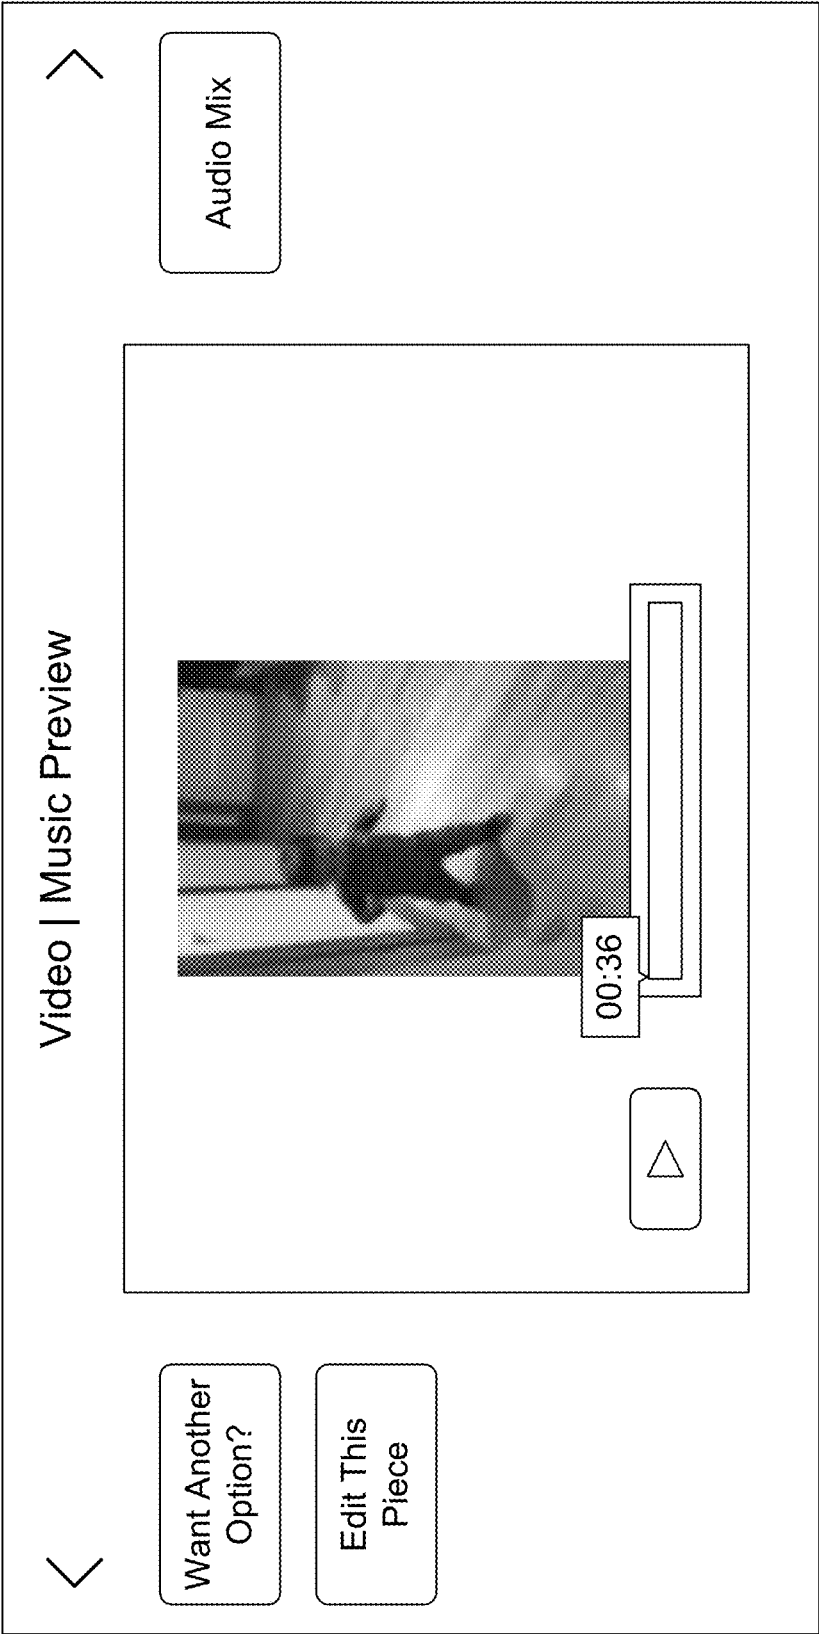 Video | Music Preview
Want Another
Option?
Edit This
Piece
Audio Mix
00:36